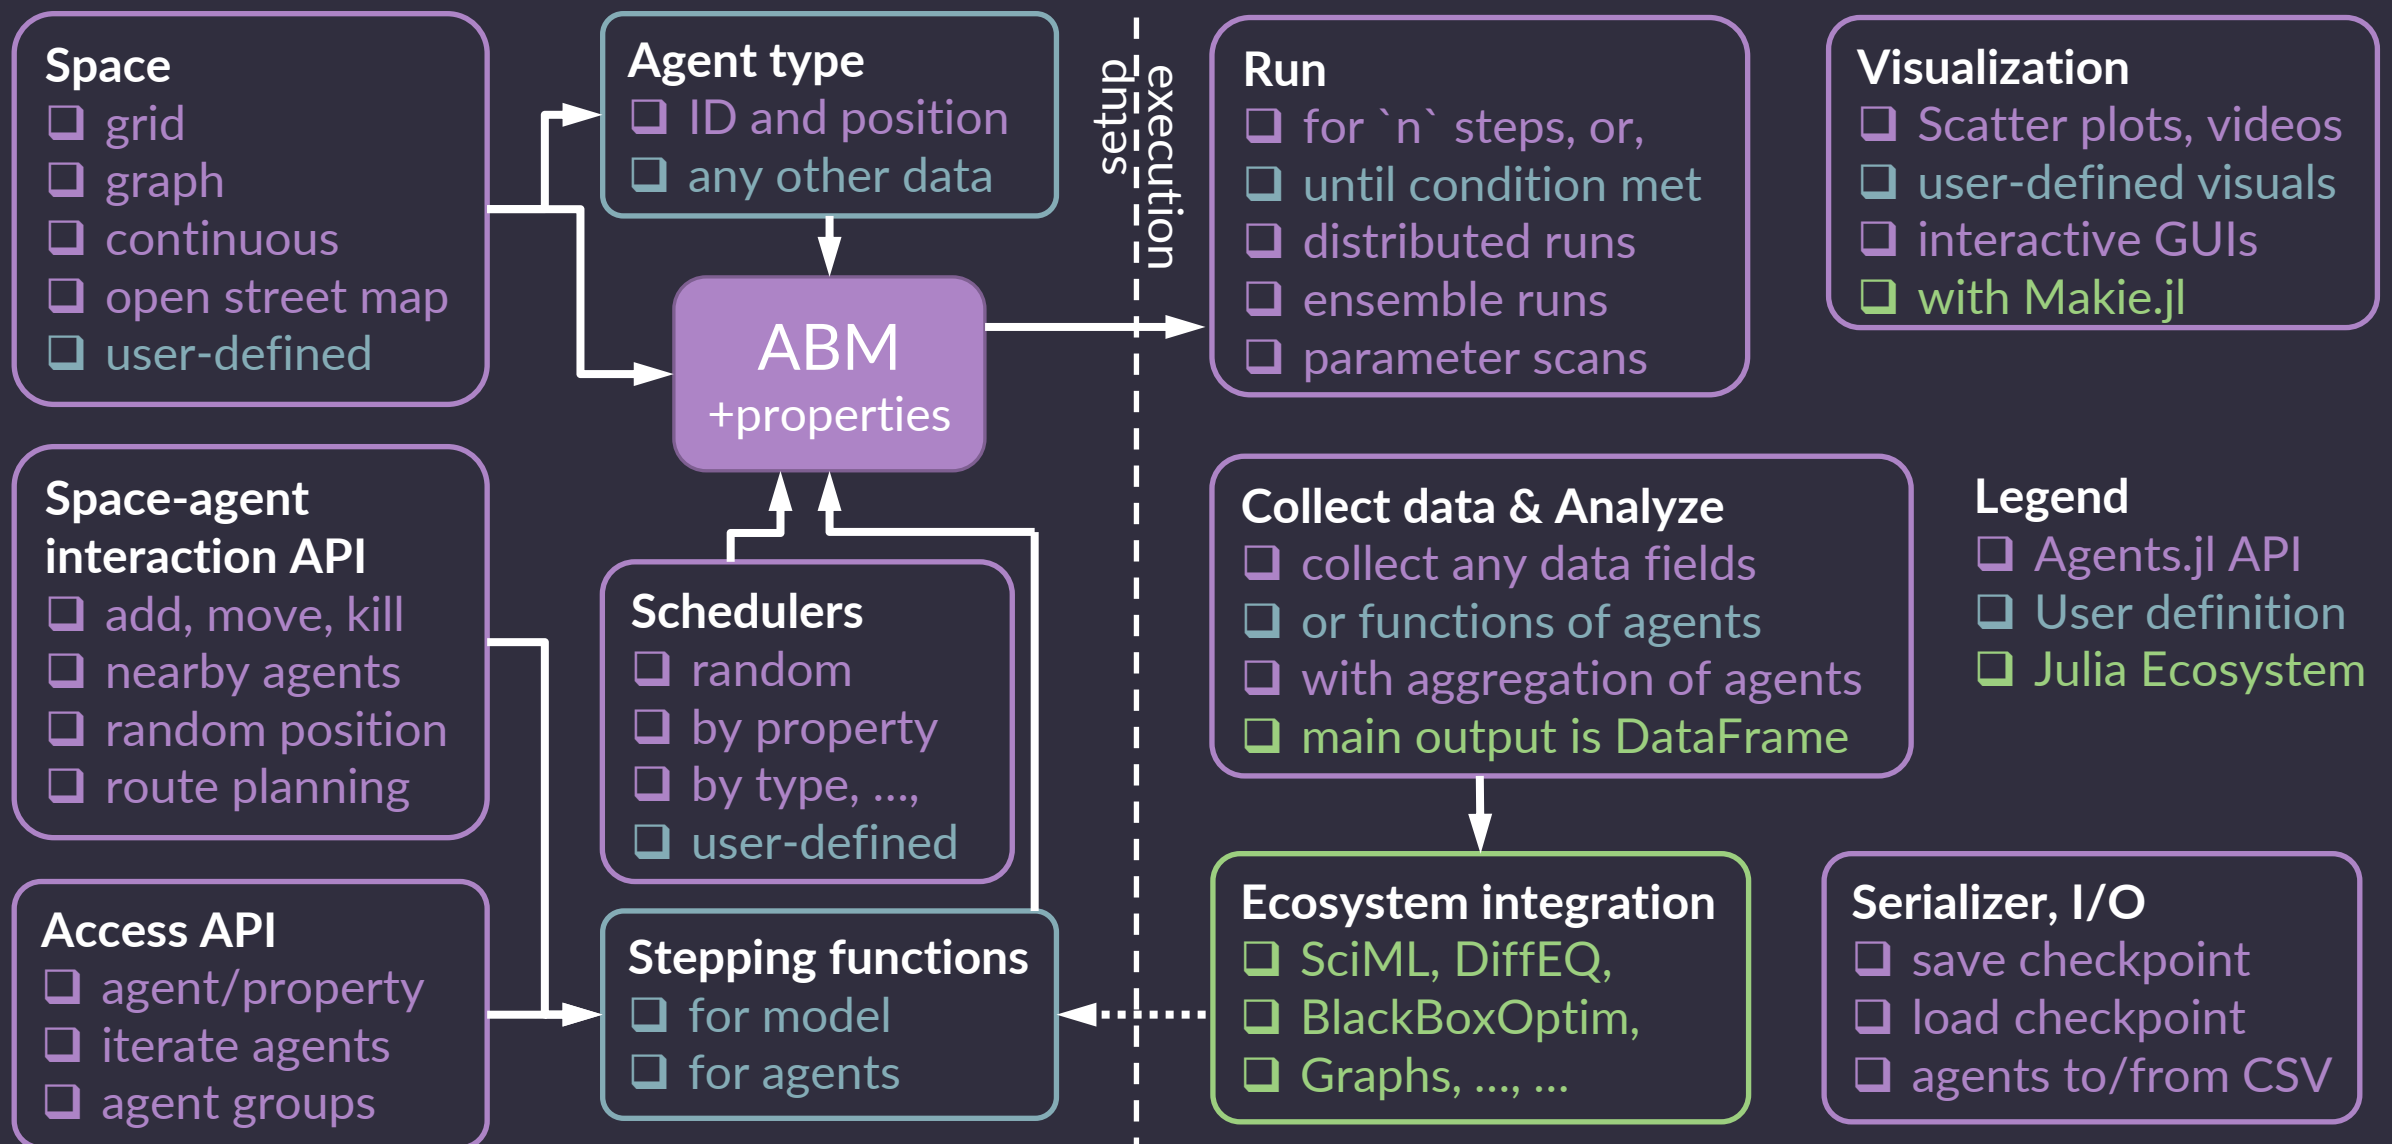 Space
grid
graph
continuous
open street map
user-defined
Agent type
ID and position
any other data
ABM
+properties
Space-agent
interaction API
add, move, kill
nearby agents
random position
route planning
Schedulers
random
by property
by type, ...,
user-defined
Access API
agent/property
iterate agents
agent groups
Stepping functions
for model
for agents
setup
execution
Run
for `n` steps, or,
until condition met
distributed runs
ensemble runs
parameter scans
Visualization
Scatter plots, videos
user-defined visuals
interactive GUIs
with Makie.jl
Collect data & Analyze
collect any data fields
or functions of agents
with aggregation of agents
main output is DataFrame
Legend
Agents.jl API
User definition
Julia Ecosystem
Ecosystem integration
SciML, DiffEQ,
BlackBoxOptim,
Graphs, ..., ...
Serializer, I/O
save checkpoint
load checkpoint
agents to/from CSV